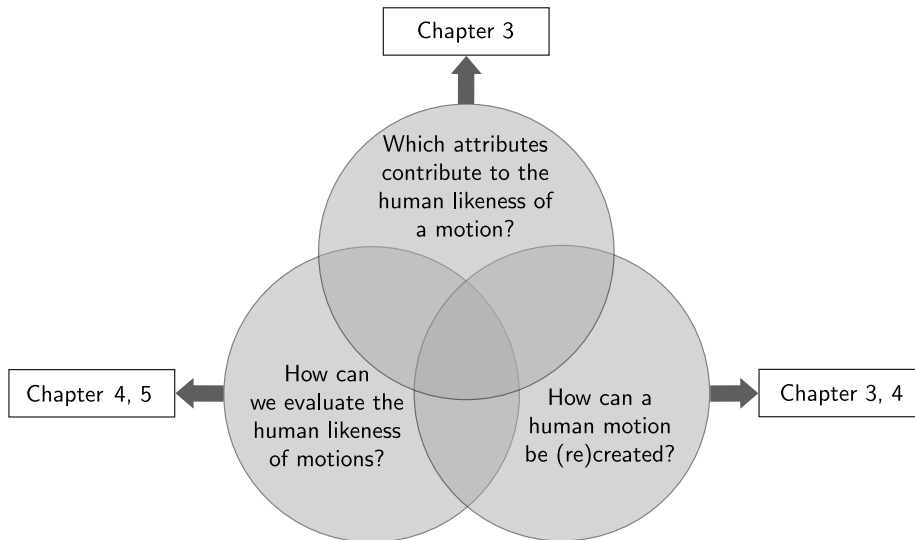 Chapter 3
Which attributes
contribute to the
human likeness of
a motion?
How can
we evaluate the
human likeness
of motions?
Chapter 4, 5
How can a
human motion
be (re)created?
Chapter 3, 4